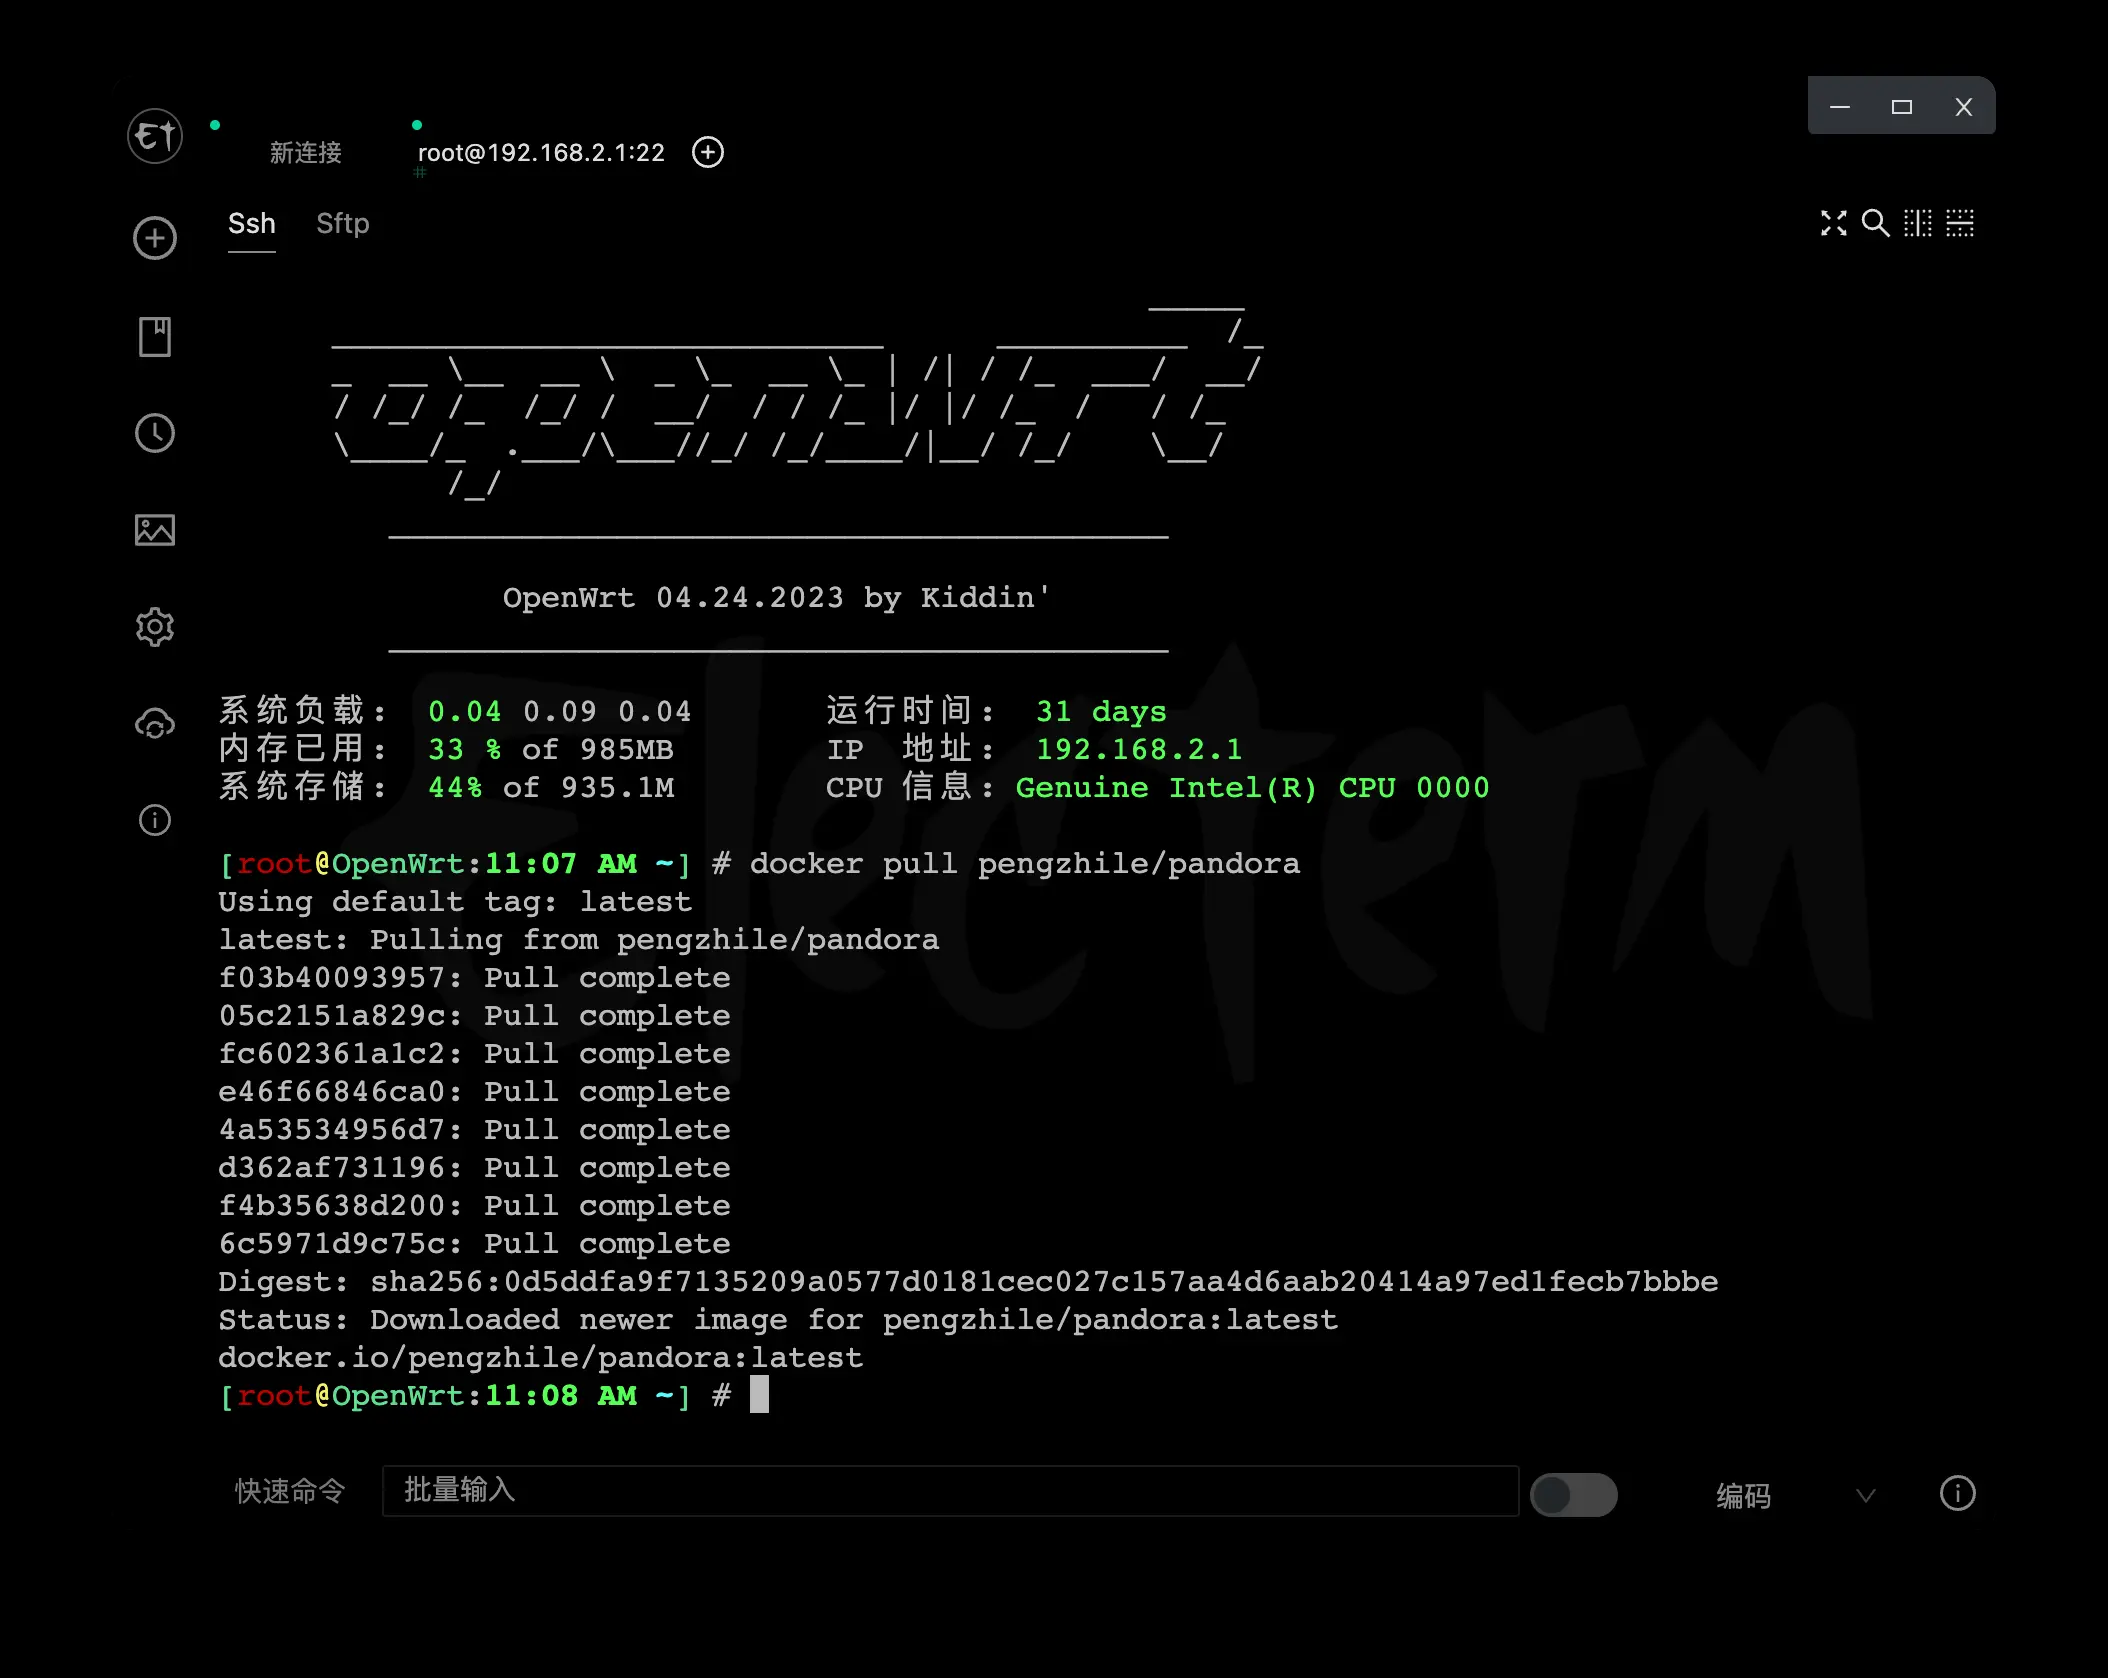 新连接
root@192.168.2.1:22
#
Ssh Sftp
OpenWrt 04.24.2023 by Kiddin'
系统负载: 0.04 0.09 0.04 运行时间: 31 days
内存已用: 33 % of 985MB IP 地址: 192.168.2.1
系统存储: 44% of 935.1M CPU 信息: Genuine Intel(R) CPU 0000
[root@OpenWrt:11:07 AM ~] # docker pull pengzhile/pandora
Using default tag: latest
latest: Pulling from pengzhile/pandora
f03b40093957: Pull complete
05c2151a829c: Pull complete
fc602361a1c2: Pull complete
e46f66846ca0: Pull complete
4a53534956d7: Pull complete
d362af731196: Pull complete
f4b35638d200: Pull complete
6c5971d9c75c: Pull complete
Digest: sha256:0d5ddfa9f7135209a0577d0181cec027c157aa4d6aab20414a97ed1fecb7bbbe
Status: Downloaded newer image for pengzhile/pandora:latest
docker.io/pengzhile/pandora:latest
[root@OpenWrt:11:08 AM ~] #
快速命令 批量输入 编码
Electerm